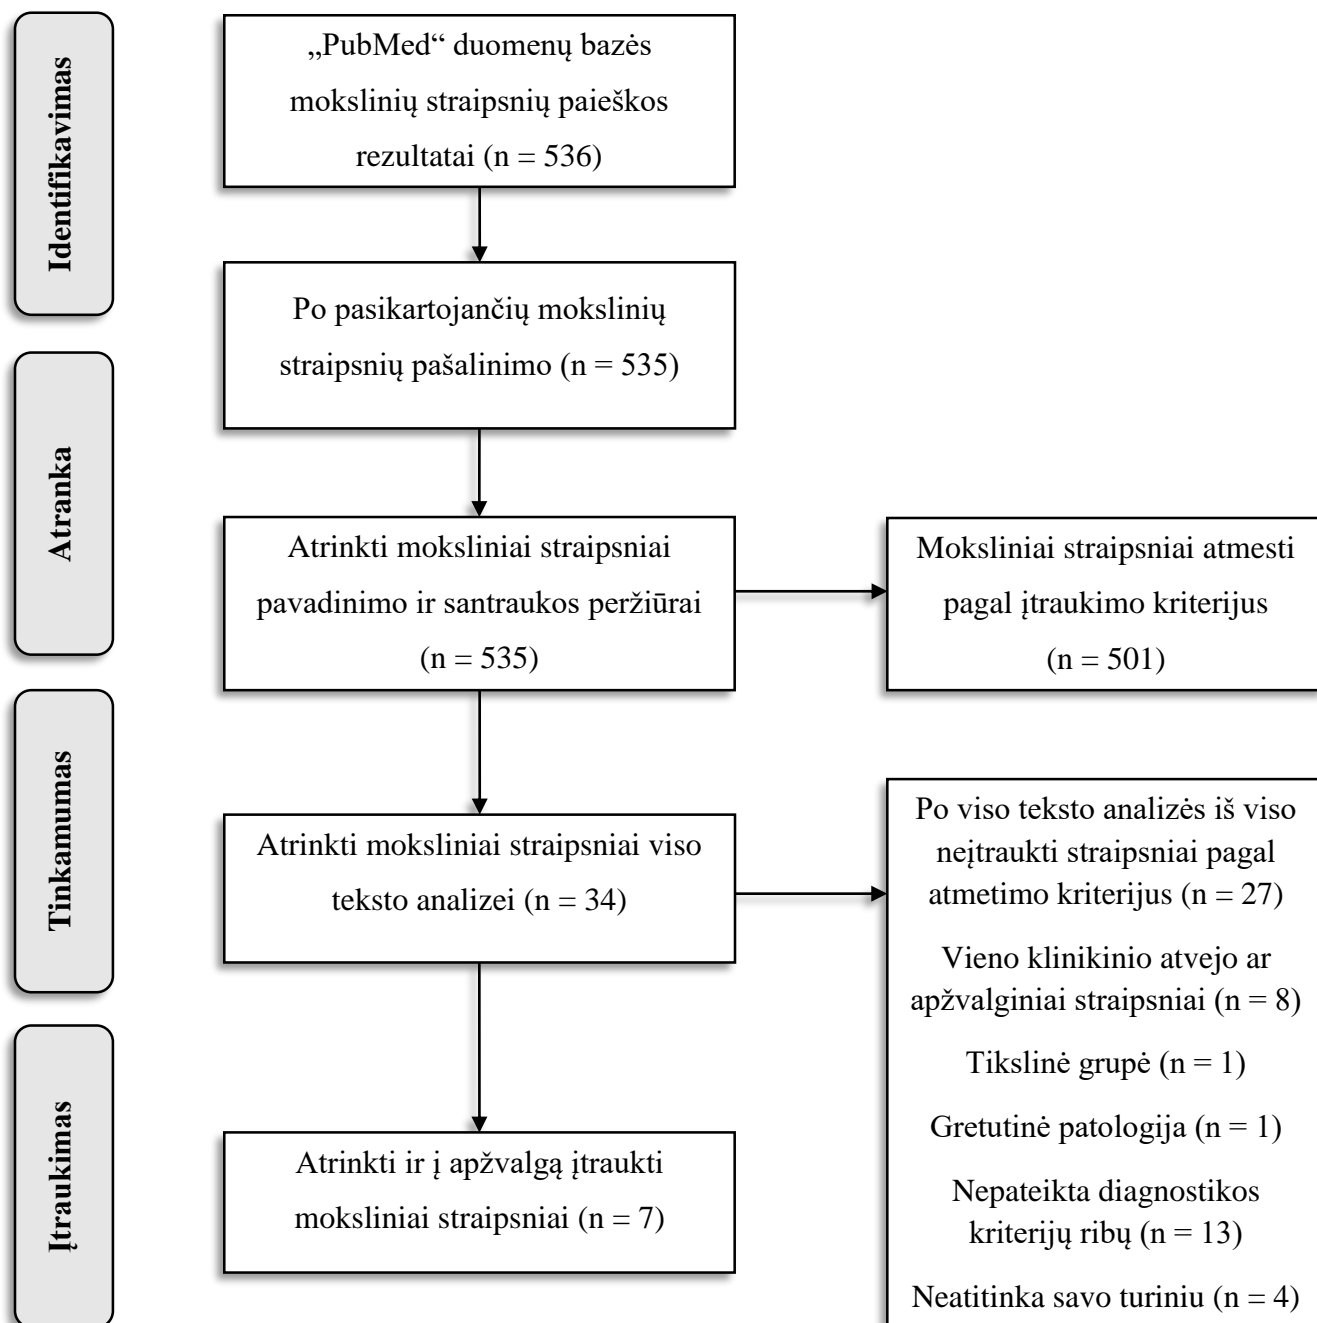 Identifikavimas
„PubMed“ duomenų bazės
mokslinių straipsnių paieškos
rezultatai (n = 536)
Po pasikartojančių mokslinių
straipsnių pašalinimo (n = 535)
Atranka
Atrinkti moksliniai straipsniai
pavadinimo ir santraukos peržiūrai
(n = 535)
Moksliniai straipsniai atmesti
pagal įtraukimo kriterijus
(n = 501)
Tinkamumas
Atrinkti moksliniai straipsniai viso
teksto analizei (n = 34)
Po viso teksto analizės iš viso
neįtraukti straipsniai pagal
atmetimo kriterijus (n = 27)
Vieno klinikinio atvejo ar
apžvalginiai straipsniai (n = 8)
Tikslinė grupė (n = 1)
Gretutinė patologija (n = 1)
Nepateikta diagnostikos
kriterijų ribų (n = 13)
Neatitinka savo turiniu (n = 4)
Įtraukimas
Atrinkti ir į apžvalgą įtraukti
moksliniai straipsniai (n = 7)